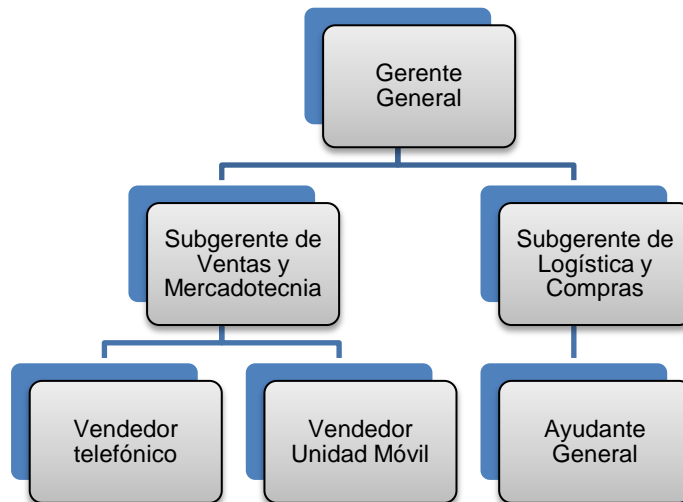 Gerente
General
Subgerente de
Ventas y
Mercadotecnia
Subgerente de
Logística y
Compras
Vendedor
telefónico
Vendedor
Unidad Móvil
Ayudante
General